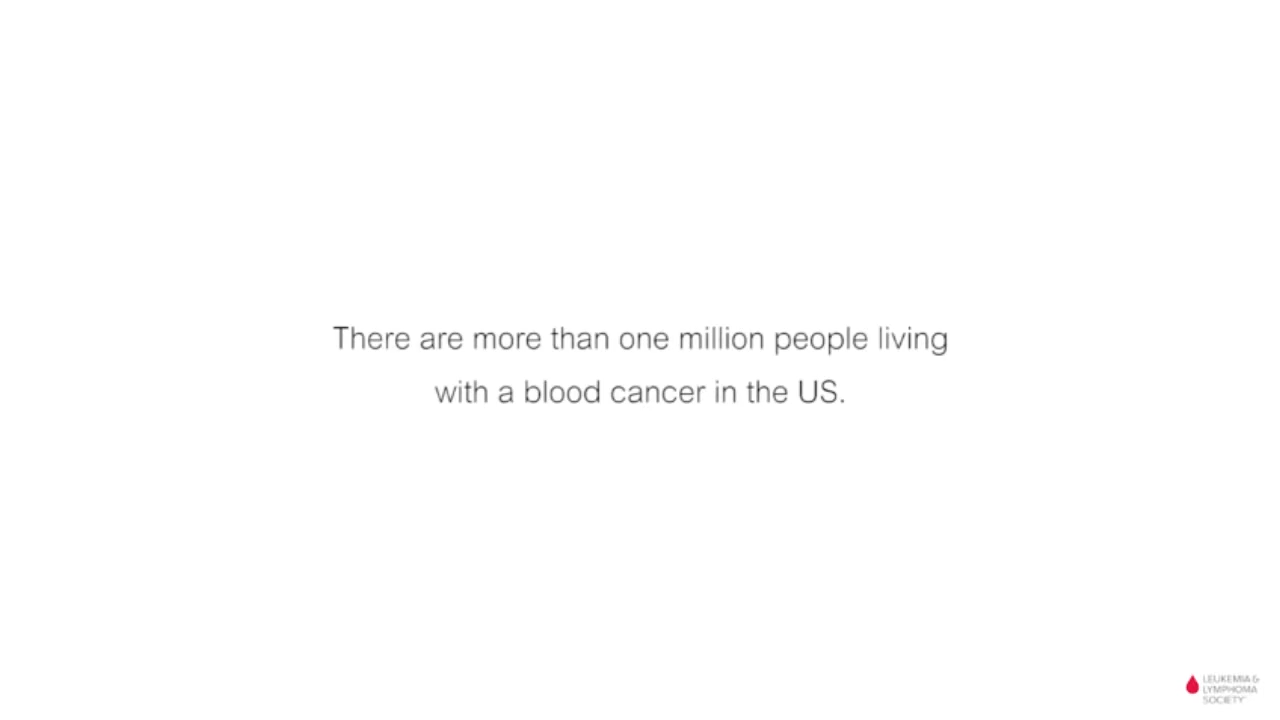 There are more than one million people living
with a blood cancer in the US.
LEUKEMIA &
LYMPHOMA
SOCIETY